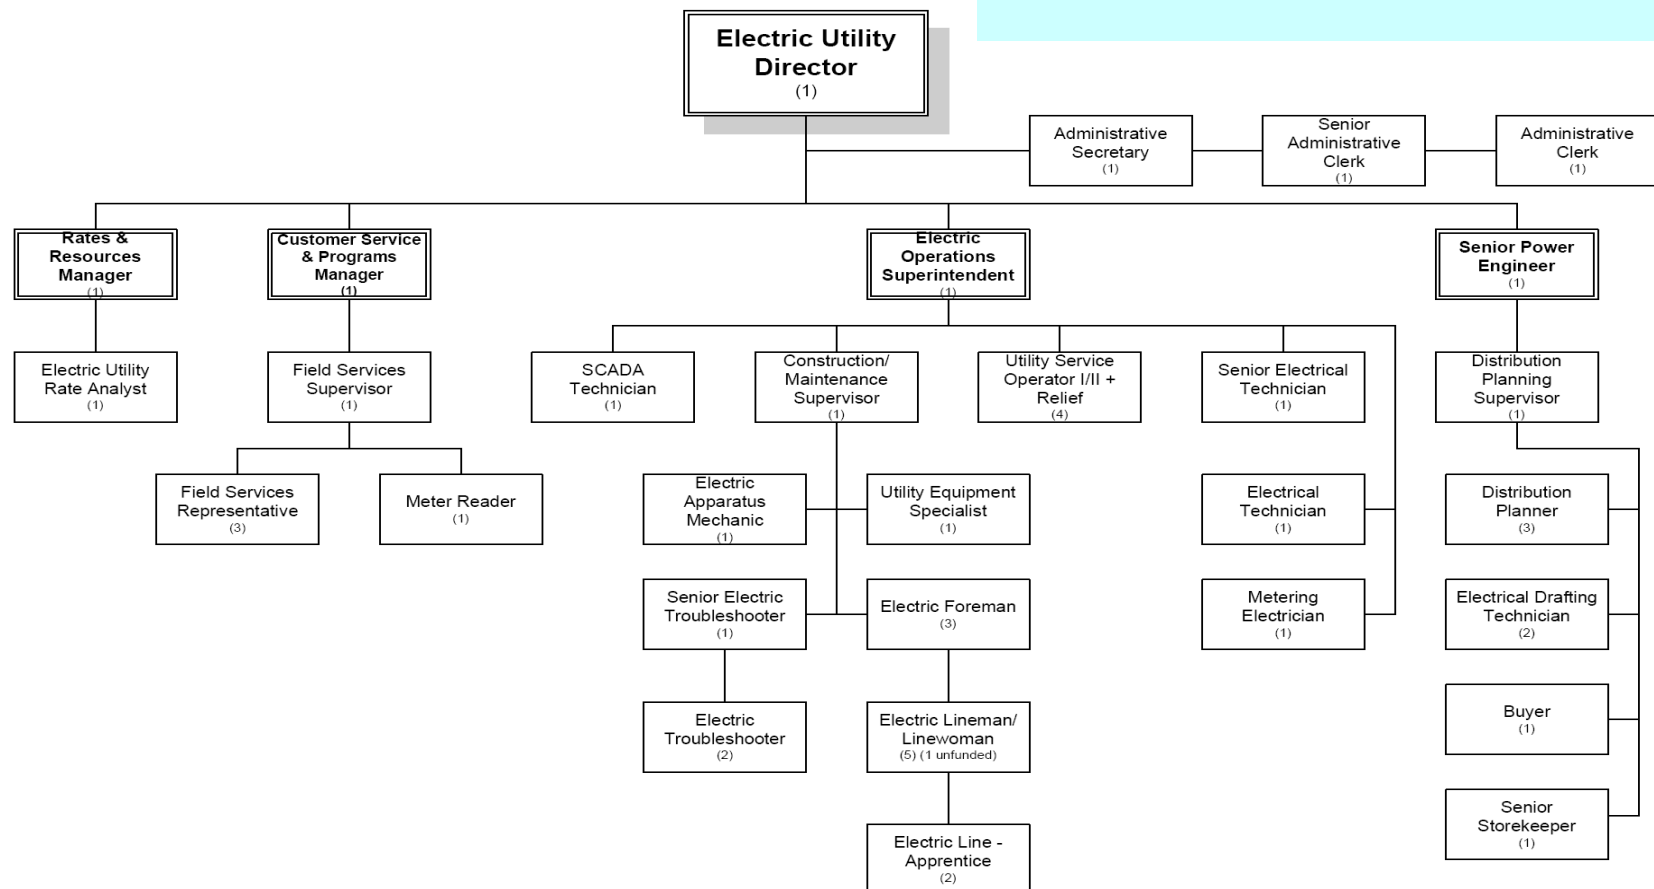 Electric Utility
Director
(1)
Administrative
Secretary
(1)
Senior
Administrative
Clerk
(1)
Administrative
Clerk
(1)
Rates &
Resources
Manager
(1)
Customer Service
& Programs
Manager
(1)
Electric
Operations
Superintendent
(1)
Senior Power
Engineer
(1)
Electric Utility
Rate Analyst
(1)
Field Services
Supervisor
(1)
SCADA
Technician
(1)
Construction/
Maintenance
Supervisor
(1)
Utility Service
Operator I/II +
Relief
(4)
Senior Electrical
Technician
(1)
Distribution
Planning
Supervisor
(1)
Field Services
Representative
(3)
Meter Reader
(1)
Electric
Apparatus
Mechanic
(1)
Utility Equipment
Specialist
(1)
Electrical
Technician
(1)
Distribution
Planner
(3)
Senior Electric
Troubleshooter
(1)
Electric Foreman
(3)
Metering
Electrician
(1)
Electrical Drafting
Technician
(2)
Electric
Troubleshooter
(2)
Electric Lineman/
Linewoman
(5) (1 unfunded)
Buyer
(1)
Electric Line -
Apprentice
(2)
Senior
Storekeeper
(1)